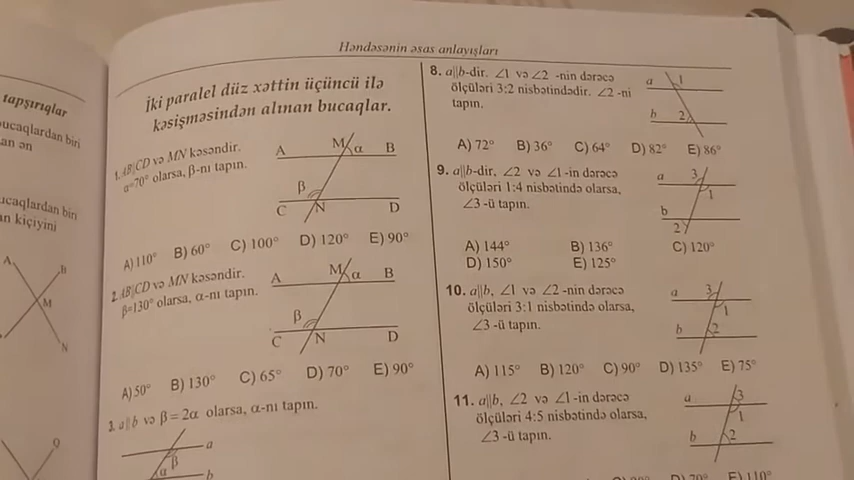 Həndəsənin əsas anlayışları
tapşırıqlar
bucaqlardan biri
an ən
ucaqlardan biri
ın kiçiyini
A
B
M
N
Q
İki paralel düz xəttin üçüncü ilə
kəsişməsindən alınan bucaqlar.
1. AB||CD və MN kəsəndir.
α=70° olarsa, β-nı tapın.
A M α B
β
C N D
A) 110° B) 60° C) 100° D) 120° E) 90°
2. AB||CD və MN kəsəndir.
β=130° olarsa, α-nı tapın.
A M α B
β
C N D
A) 50° B) 130° C) 65° D) 70° E) 90°
3. a||b və β = 2α olarsa, α-nı tapın.
a
β
α b
8. a||b-dir. ∠1 və ∠2 -nin dərəcə
ölçüləri 3:2 nisbətindədir. ∠2 -ni
tapın.
a 1
b 2
A) 72° B) 36° C) 64° D) 82° E) 86°
9. a||b-dir, ∠2 və ∠1-in dərəcə
ölçüləri 1:4 nisbətində olarsa,
∠3 -ü tapın.
a 3
1
b
2
A) 144° B) 136° C) 120°
D) 150° E) 125°
10. a||b, ∠1 və ∠2 -nin dərəcə
ölçüləri 3:1 nisbətində olarsa,
∠3 -ü tapın.
a 3
1
b 2
A) 115° B) 120° C) 90° D) 135° E) 75°
11. a||b, ∠2 və ∠1-in dərəcə
ölçüləri 4:5 nisbətində olarsa,
∠3 -ü tapın.
a 3
1
b 2
D) 70° E) 110°